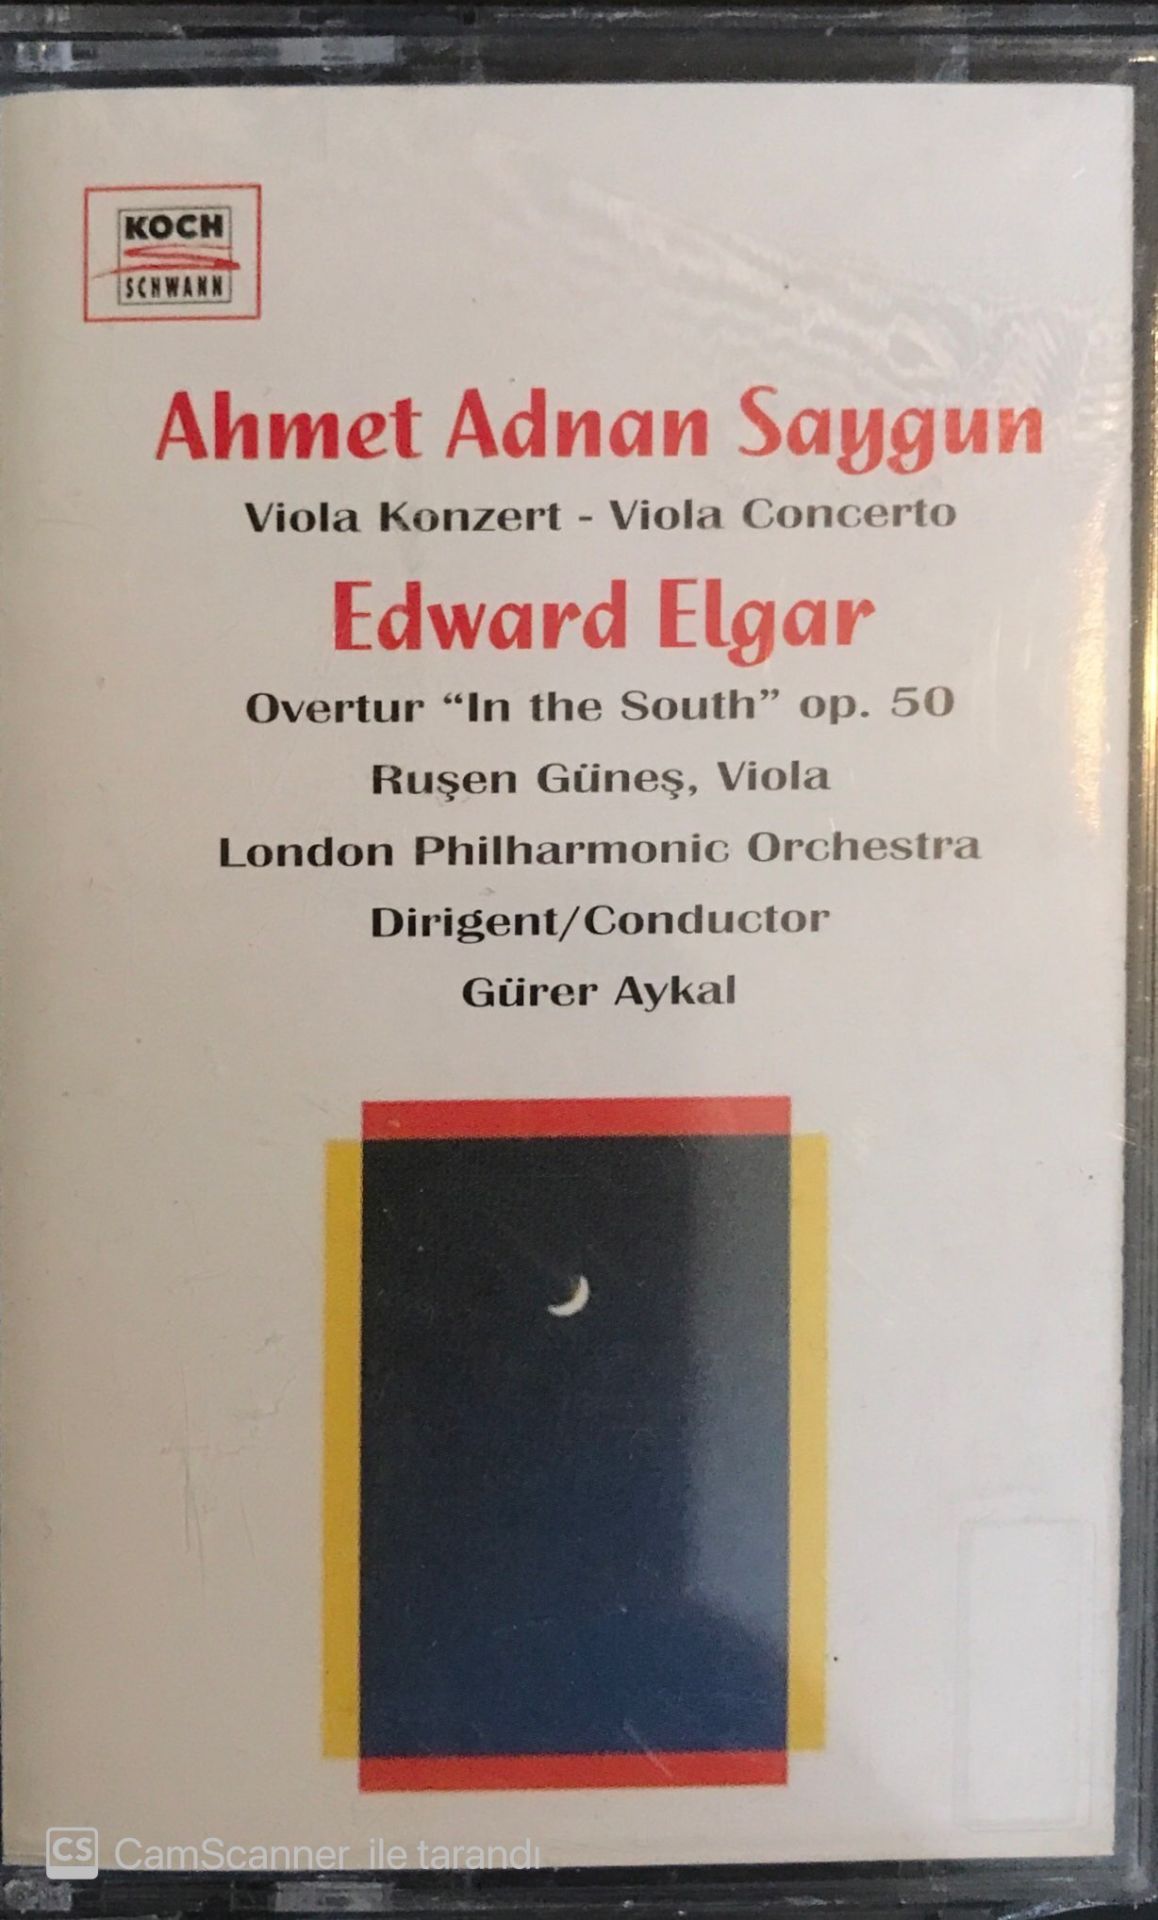 KOCH
SCHWANN
Ahmet Adnan Saygun
Viola Konzert - Viola Concerto
Edward Elgar
Overtur “In the South” op. 50
Ruşen Güneş, Viola
London Philharmonic Orchestra
Dirigent/Conductor
Gürer Aykal
CS CamScanner ile tarandı